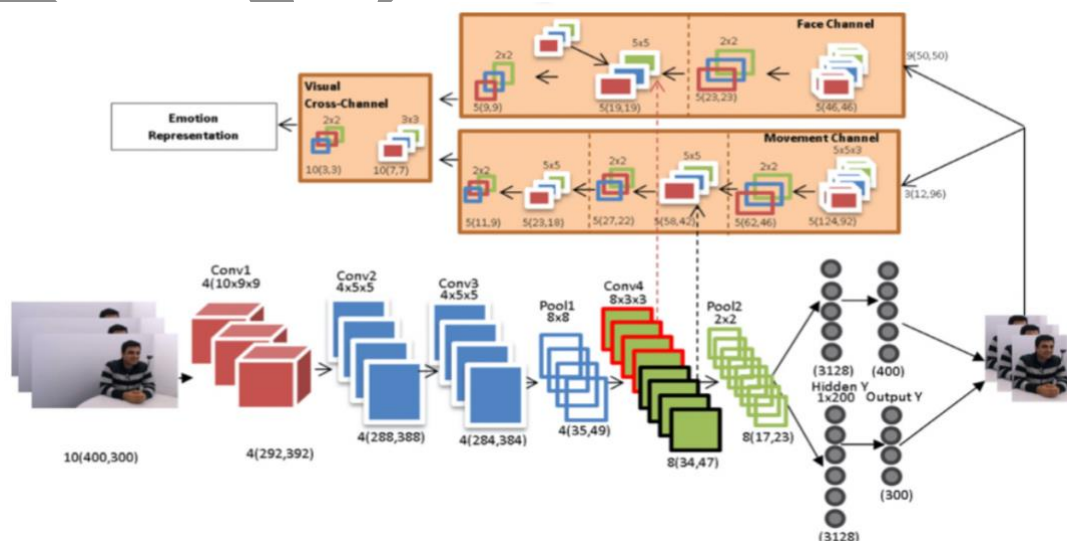 Face Channel
5x5
2x2
2x2
9(50,50)
5(9,9)
5(19,19)
5(23,23)
5(46,46)
Visual
Cross-Channel
2x2
3x3
10(3,3)
10(7,7)
Emotion
Representation
Movement Channel
2x2
5x5
2x2
5x5
2x2
5x5x3
3(12,96)
5(11,9)
5(23,18)
5(27,22)
5(58,42)
5(62,46)
5(124,92)
Conv1
4(10x9x9
Conv2
4x5x5
Conv3
4x5x5
Pool1
8x8
Conv4
8x3x3
Pool2
2x2
10(400,300)
4(292,392)
4(288,388)
4(284,384)
4(35,49)
8(34,47)
8(17,23)
(3128)
(400)
Hidden Y
1x200
Output Y
(300)
(3128)